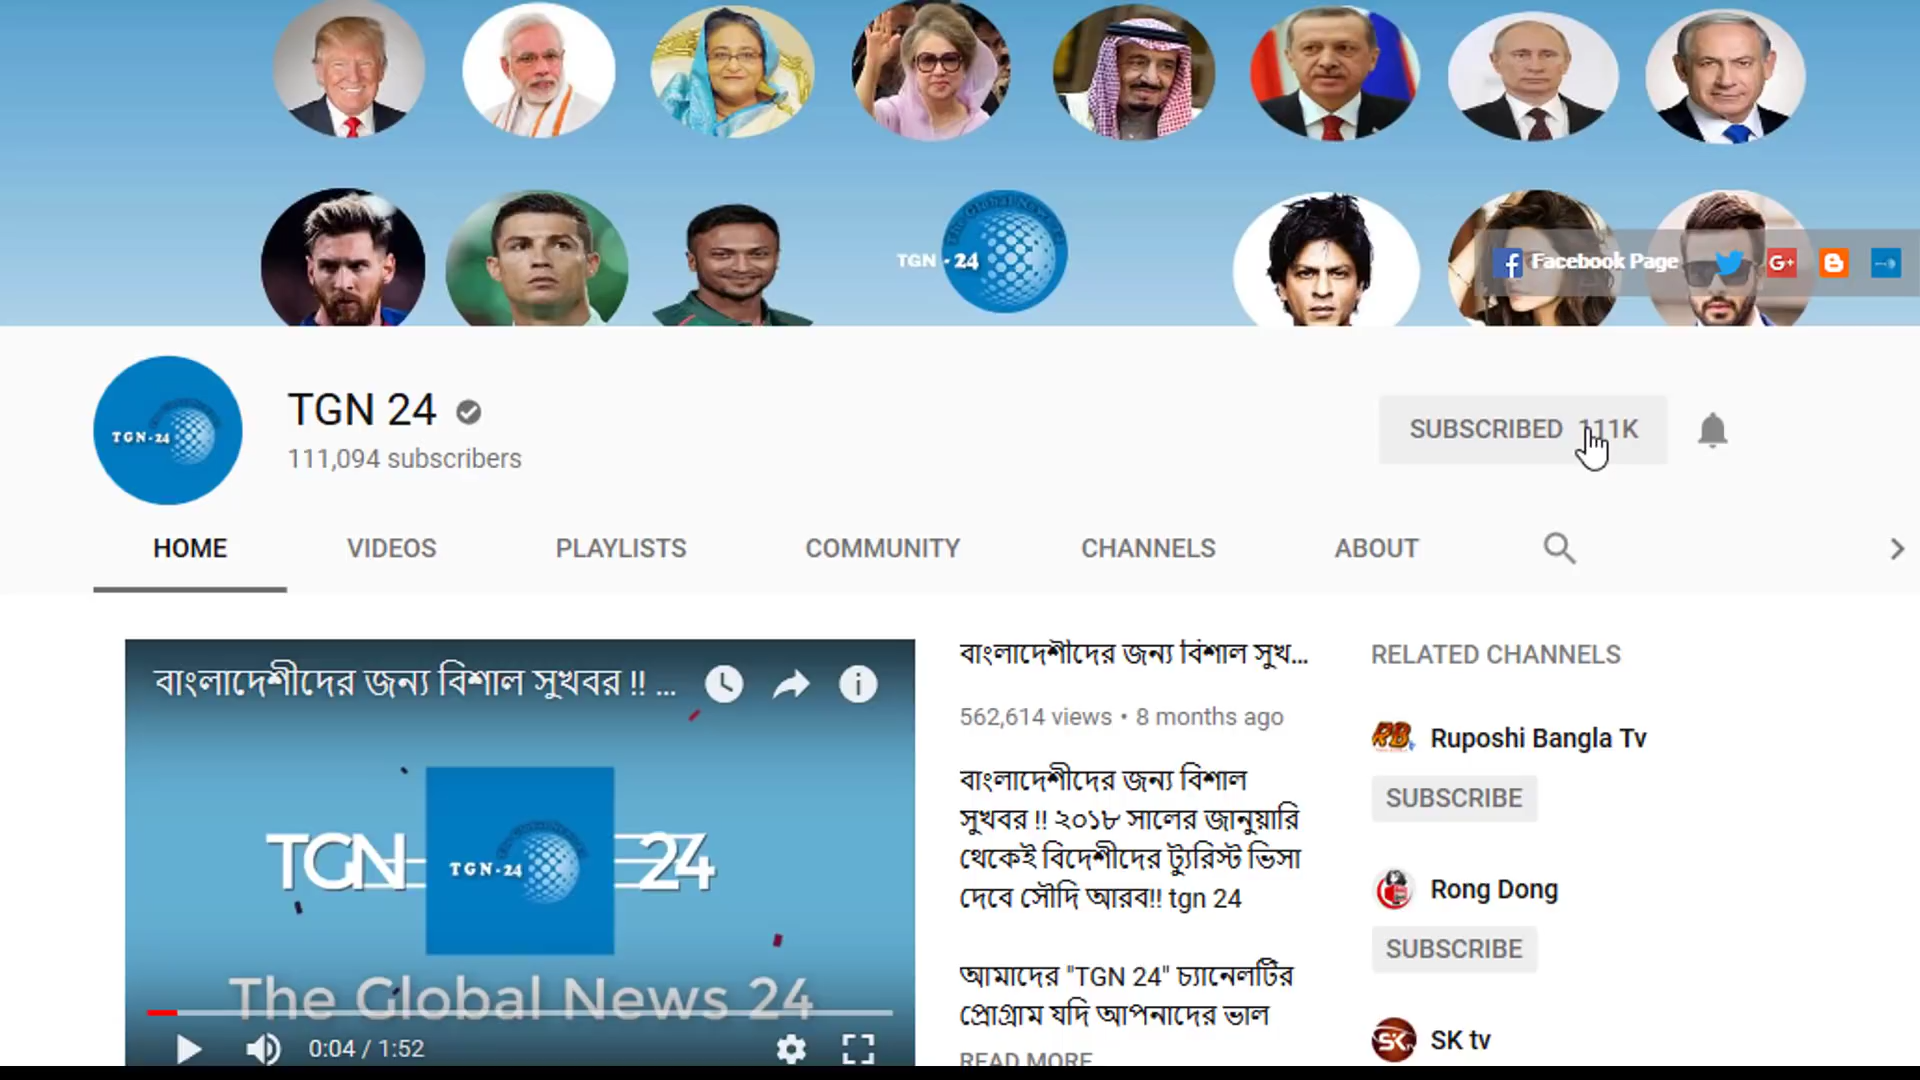 TGN - 24
Facebook Page
TGN-24
TGN 24
111,094 subscribers
SUBSCRIBED 111K
HOME
VIDEOS
PLAYLISTS
COMMUNITY
CHANNELS
ABOUT
বাংলাদেশীদের জন্য বিশাল সুখবর !! ...
TGN
TGN-24
24
The Global News 24
0:04 / 1:52
বাংলাদেশীদের জন্য বিশাল সুখ...
562,614 views • 8 months ago
বাংলাদেশীদের জন্য বিশাল
সুখবর !! ২০১৮ সালের জানুয়ারি
থেকেই বিদেশীদের ট্যুরিস্ট ভিসা
দেবে সৌদি আরব!! tgn 24
আমাদের "TGN 24" চ্যানেলটির
প্রোগ্রাম যদি আপনাদের ভাল
READ MORE
RELATED CHANNELS
Ruposhi Bangla Tv
SUBSCRIBE
Rong Dong
SUBSCRIBE
SK tv